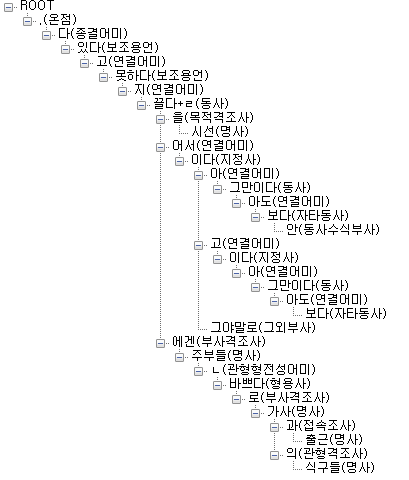 ROOT
.(온점)
다(종결어미)
있다(보조용언)
고(연결어미)
못하다(보조용언)
지(연결어미)
끌다+ㄹ(동사)
을(목적격조사)
시선(명사)
어서(연결어미)
이다(지정사)
아(연결어미)
그만이다(동사)
아도(연결어미)
보다(자타동사)
안(동사수식부사)
고(연결어미)
이다(지정사)
아(연결어미)
그만이다(동사)
아도(연결어미)
보다(자타동사)
그야말로(그외부사)
에겐(부사격조사)
주부들(명사)
ㄴ(관형형전성어미)
바쁘다(형용사)
로(부사격조사)
가사(명사)
과(접속조사)
출근(명사)
의(관형격조사)
식구들(명사)